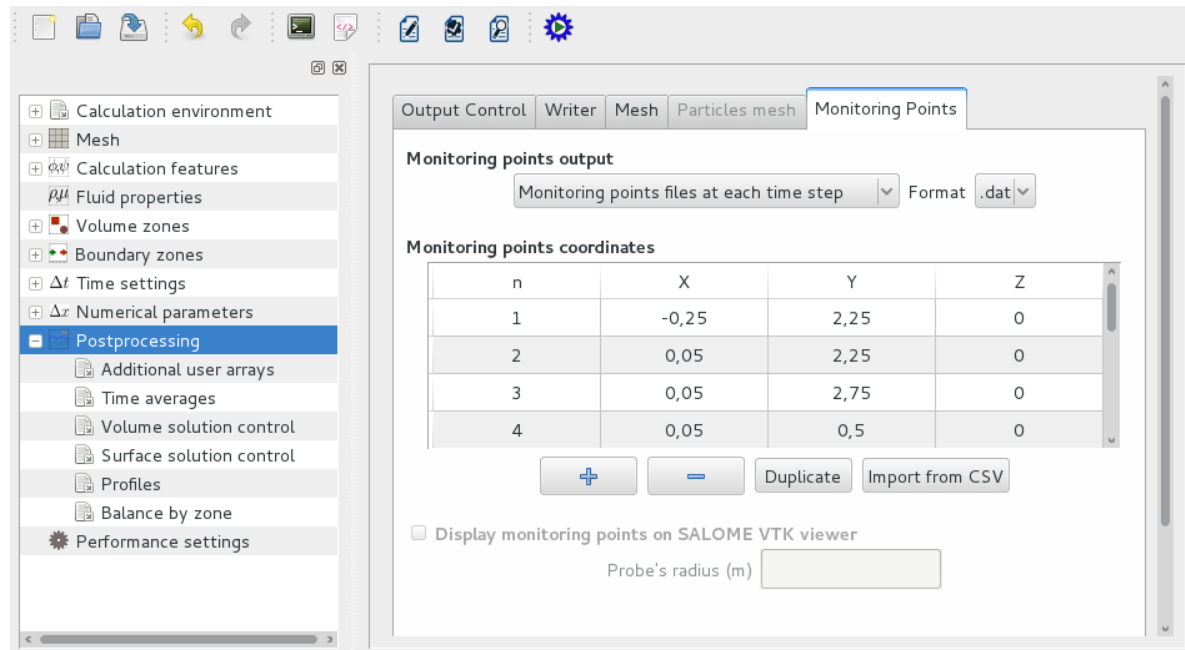 Calculation environment
Mesh
Calculation features
Fluid properties
Volume zones
Boundary zones
Δt Time settings
Δx Numerical parameters
Postprocessing
Additional user arrays
Time averages
Volume solution control
Surface solution control
Profiles
Balance by zone
Performance settings
Output Control Writer Mesh Particles mesh Monitoring Points
Monitoring points output
Monitoring points files at each time step Format .dat
Monitoring points coordinates
n X Y Z
1 -0,25 2,25 0
2 0,05 2,25 0
3 0,05 2,75 0
4 0,05 0,5 0
Duplicate Import from CSV
Display monitoring points on SALOME VTK viewer
Probe's radius (m)